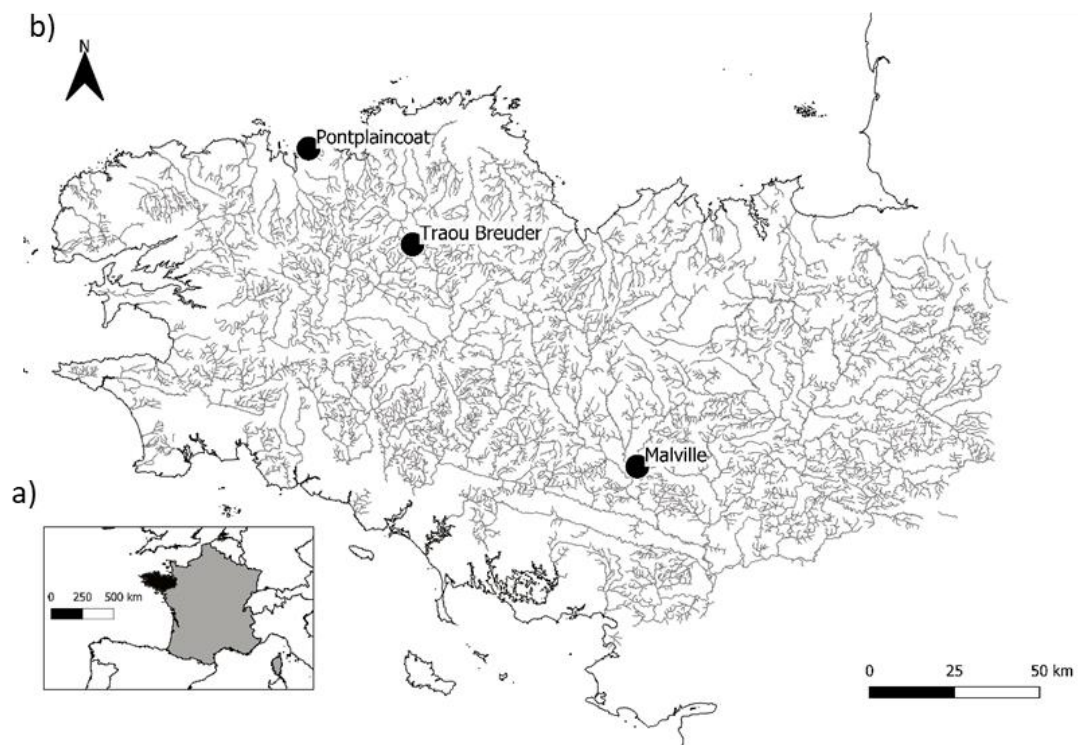 b)
N
Pontplaincoat
Traou Breuder
Malville
a)
0 250 500 km
0 25 50 km